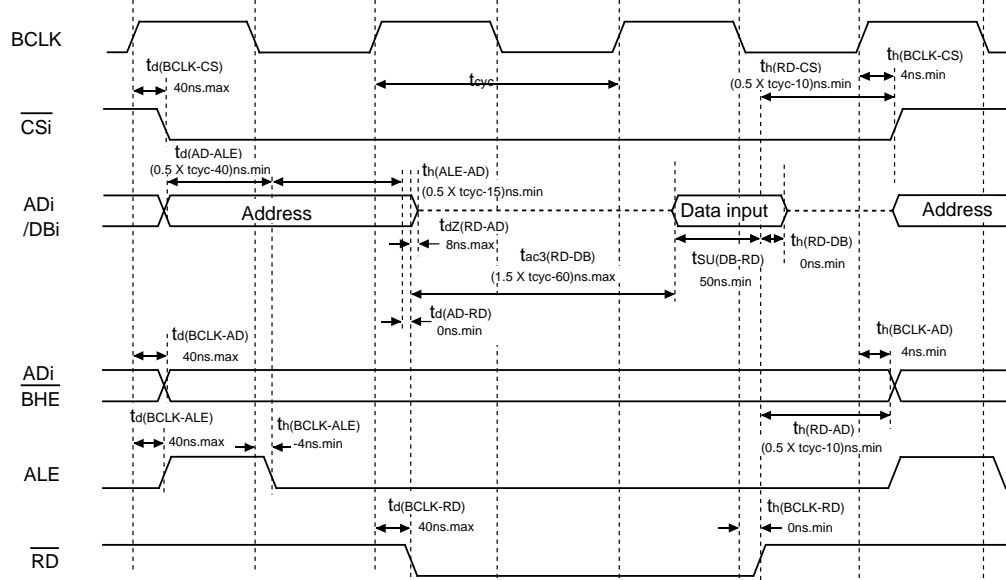 BCLK
td(BCLK-CS)
40ns.max
tcyc
th(RD-CS)
(0.5 X tcyc-10)ns.min
th(BCLK-CS)
4ns.min
CSi
td(AD-ALE)
(0.5 X tcyc-40)ns.min
th(ALE-AD)
(0.5 X tcyc-15)ns.min
ADi
/DBi
Address
Data input
Address
tdZ(RD-AD)
8ns.max
tac3(RD-DB)
(1.5 X tcyc-60)ns.max
tSU(DB-RD)
50ns.min
th(RD-DB)
0ns.min
td(AD-RD)
0ns.min
td(BCLK-AD)
40ns.max
th(BCLK-AD)
4ns.min
ADi
BHE
td(BCLK-ALE)
40ns.max
th(BCLK-ALE)
-4ns.min
th(RD-AD)
(0.5 X tcyc-10)ns.min
ALE
td(BCLK-RD)
40ns.max
th(BCLK-RD)
0ns.min
RD